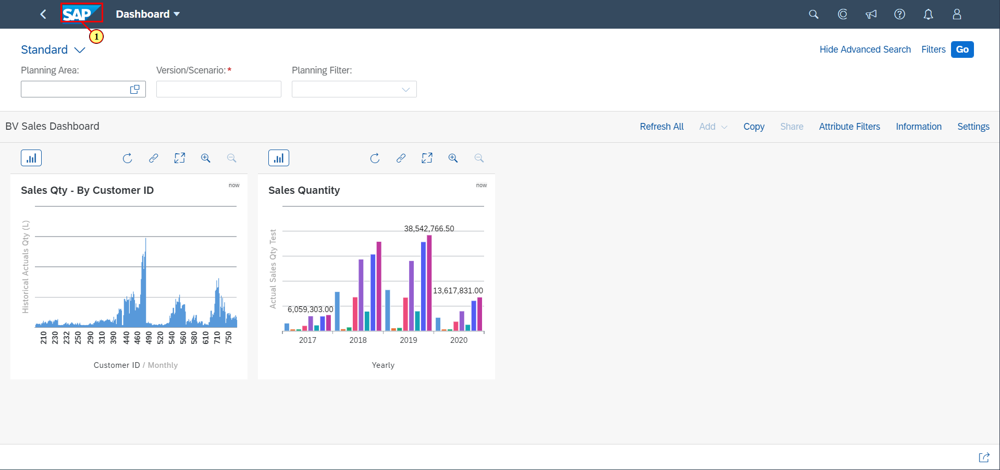 SAP Dashboard
1
Standard
Hide Advanced Search Filters Go
Planning Area: Version/Scenario:* Planning Filter:
BV Sales Dashboard
Refresh All Add Copy Share Attribute Filters Information Settings
Sales Qty - By Customer ID
now
Historical Actuals Qty (L)
210 230 232 250 290 310 390 440 460 490 520 540 560 580 610 710 750
Customer ID / Monthly
Sales Quantity
now
Actual Sales Qty Test
38,542,766.50
13,617,831.00
6,059,303.00
2017 2018 2019 2020
Yearly